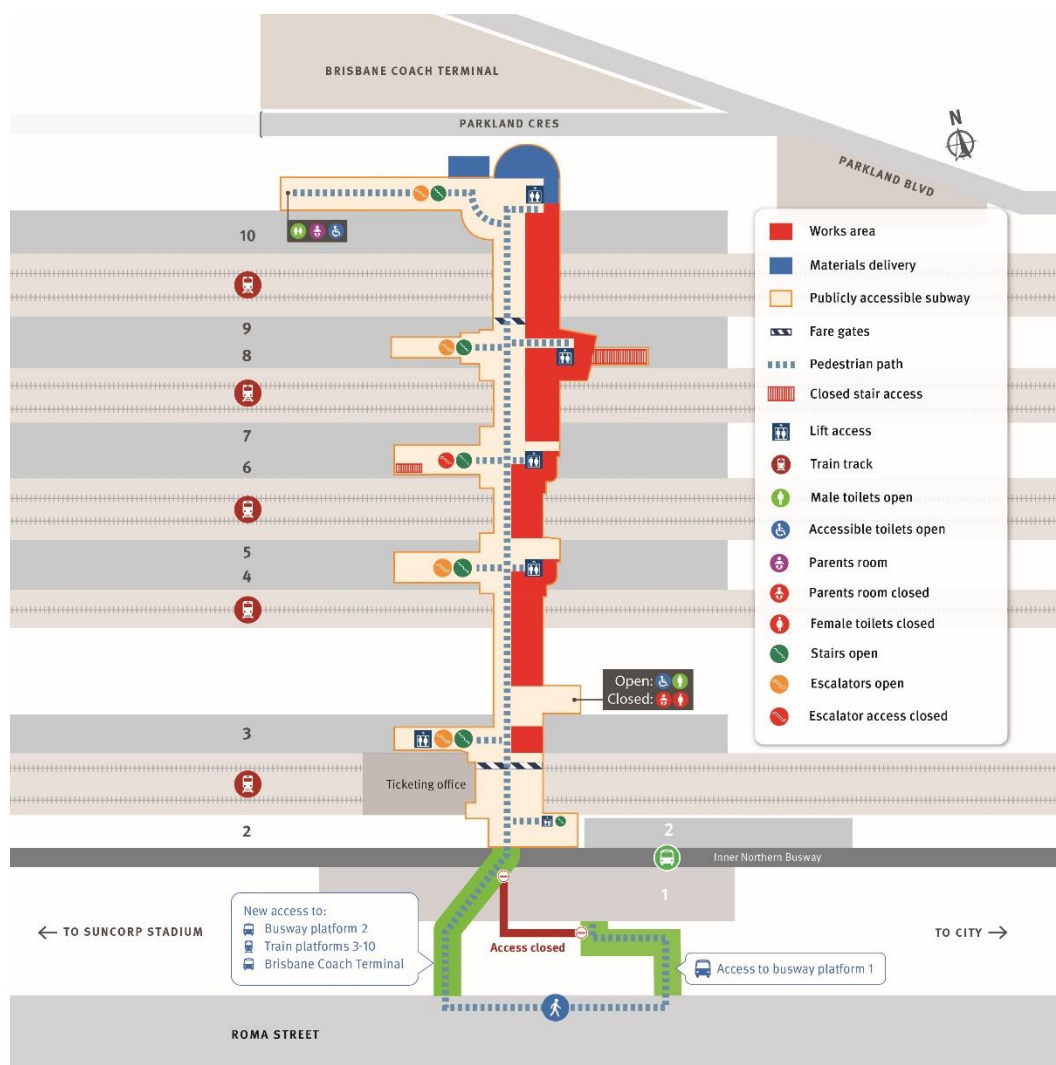 BRISBANE COACH TERMINAL
PARKLAND CRES
N
PARKLAND BLVD
10
9
8
7
6
5
4
3
2
Works area
Materials delivery
Publicly accessible subway
Fare gates
Pedestrian path
Closed stair access
Lift access
Train track
Male toilets open
Accessible toilets open
Parents room
Parents room closed
Female toilets closed
Stairs open
Escalators open
Escalator access closed
Open:
Closed:
Ticketing office
2
Inner Northern Busway
1
← TO SUNCORP STADIUM
New access to:
Busway platform 2
Train platforms 3-10
Brisbane Coach Terminal
Access closed
TO CITY →
Access to busway platform 1
ROMA STREET